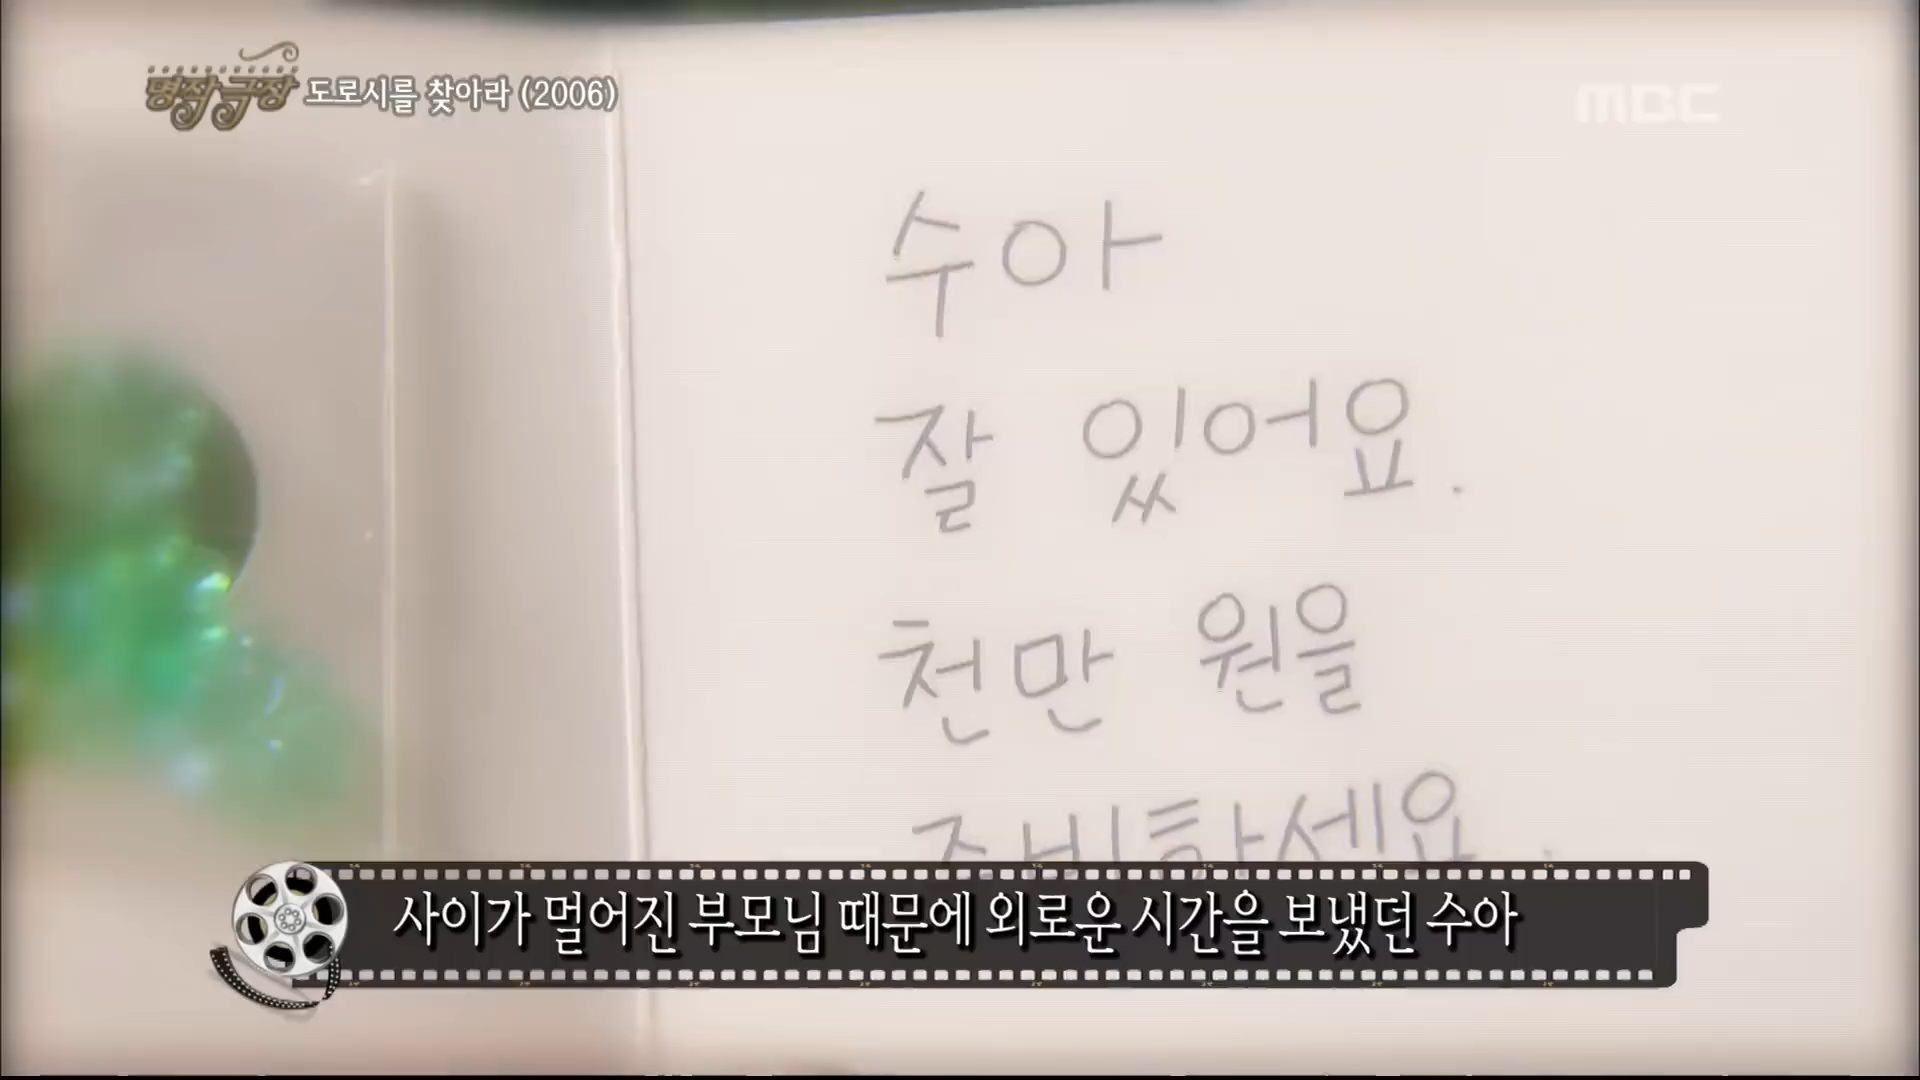 명작극장 도로시를 찾아라 (2006)
MBC
수아
잘 있어요.
천만 원을
준비하세요.
사이가 멀어진 부모님 때문에 외로운 시간을 보냈던 수아